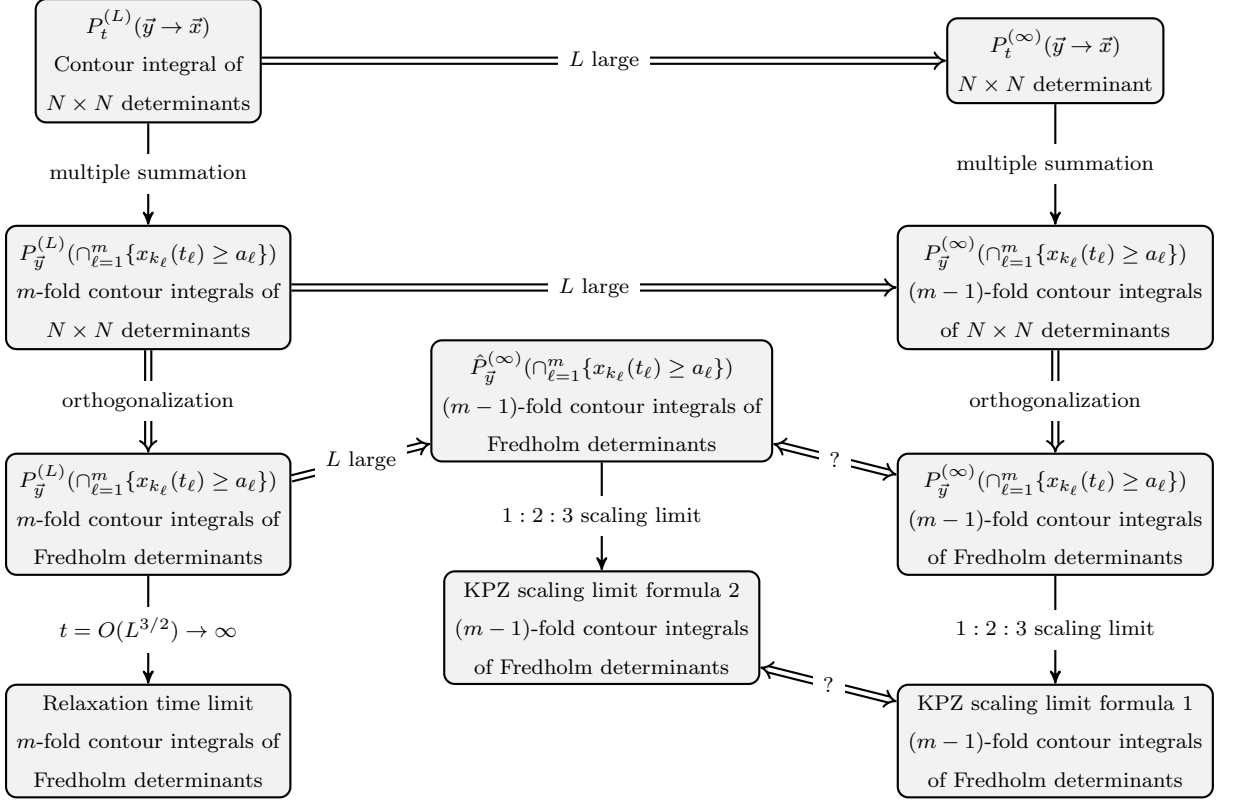 $P_t^{(L)}(\vec{y} \to \vec{x})$
Contour integral of
$N \times N$ determinants
L large
$P_t^{(\infty)}(\vec{y} \to \vec{x})$
$N \times N$ determinant
multiple summation
multiple summation
$P_{\vec{y}}^{(L)}(\cap_{\ell=1}^m \{x_{k_\ell}(t_\ell) \geq a_\ell\})$
$m$-fold contour integrals of
$N \times N$ determinants
L large
$P_{\vec{y}}^{(\infty)}(\cap_{\ell=1}^m \{x_{k_\ell}(t_\ell) \geq a_\ell\})$
$(m-1)$-fold contour integrals
of $N \times N$ determinants
orthogonalization
$\hat{P}_{\vec{y}}^{(\infty)}(\cap_{\ell=1}^m \{x_{k_\ell}(t_\ell) \geq a_\ell\})$
$(m-1)$-fold contour integrals of
Fredholm determinants
orthogonalization
$P_{\vec{y}}^{(L)}(\cap_{\ell=1}^m \{x_{k_\ell}(t_\ell) \geq a_\ell\})$
$m$-fold contour integrals of
Fredholm determinants
L large
?
$P_{\vec{y}}^{(\infty)}(\cap_{\ell=1}^m \{x_{k_\ell}(t_\ell) \geq a_\ell\})$
$(m-1)$-fold contour integrals
of Fredholm determinants
1 : 2 : 3 scaling limit
KPZ scaling limit formula 2
$(m-1)$-fold contour integrals
of Fredholm determinants
$t = O(L^{3/2}) \to \infty$
1 : 2 : 3 scaling limit
?
Relaxation time limit
$m$-fold contour integrals of
Fredholm determinants
KPZ scaling limit formula 1
$(m-1)$-fold contour integrals
of Fredholm determinants